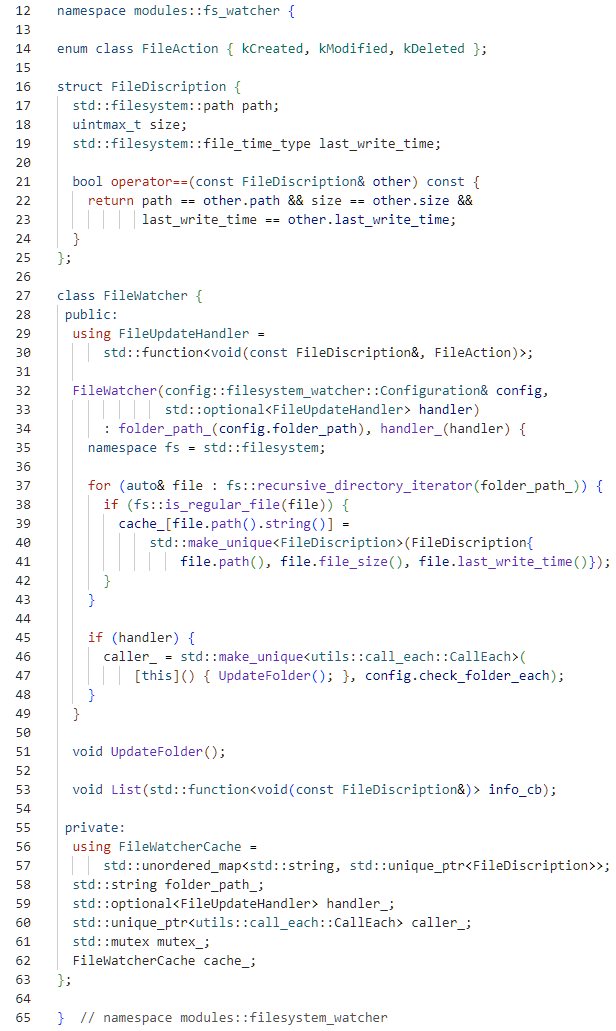 12 namespace modules::fs_watcher {
13
14 enum class FileAction { kCreated, kModified, kDeleted };
15
16 struct FileDiscription {
17   std::filesystem::path path;
18   uintmax_t size;
19   std::filesystem::file_time_type last_write_time;
20
21   bool operator==(const FileDiscription& other) const {
22     return path == other.path && size == other.size &&
23            last_write_time == other.last_write_time;
24   }
25 };
26
27 class FileWatcher {
28  public:
29   using FileUpdateHandler =
30       std::function<void(const FileDiscription&, FileAction)>;
31
32   FileWatcher(config::filesystem_watcher::Configuration& config,
33               std::optional<FileUpdateHandler> handler)
34       : folder_path_(config.folder_path), handler_(handler) {
35     namespace fs = std::filesystem;
36
37     for (auto& file : fs::recursive_directory_iterator(folder_path_)) {
38       if (fs::is_regular_file(file)) {
39         cache_[file.path().string()] =
40             std::make_unique<FileDiscription>(FileDiscription{
41                 file.path(), file.file_size(), file.last_write_time()});
42       }
43     }
44
45     if (handler) {
46       caller_ = std::make_unique<utils::call_each::CallEach>(
47           [this]() { UpdateFolder(); }, config.check_folder_each);
48     }
49   }
50
51   void UpdateFolder();
52
53   void List(std::function<void(const FileDiscription&)> info_cb);
54
55  private:
56   using FileWatcherCache =
57       std::unordered_map<std::string, std::unique_ptr<FileDiscription>>;
58   std::string folder_path_;
59   std::optional<FileUpdateHandler> handler_;
60   std::unique_ptr<utils::call_each::CallEach> caller_;
61   std::mutex mutex_;
62   FileWatcherCache cache_;
63 };
64
65 }  // namespace modules::filesystem_watcher